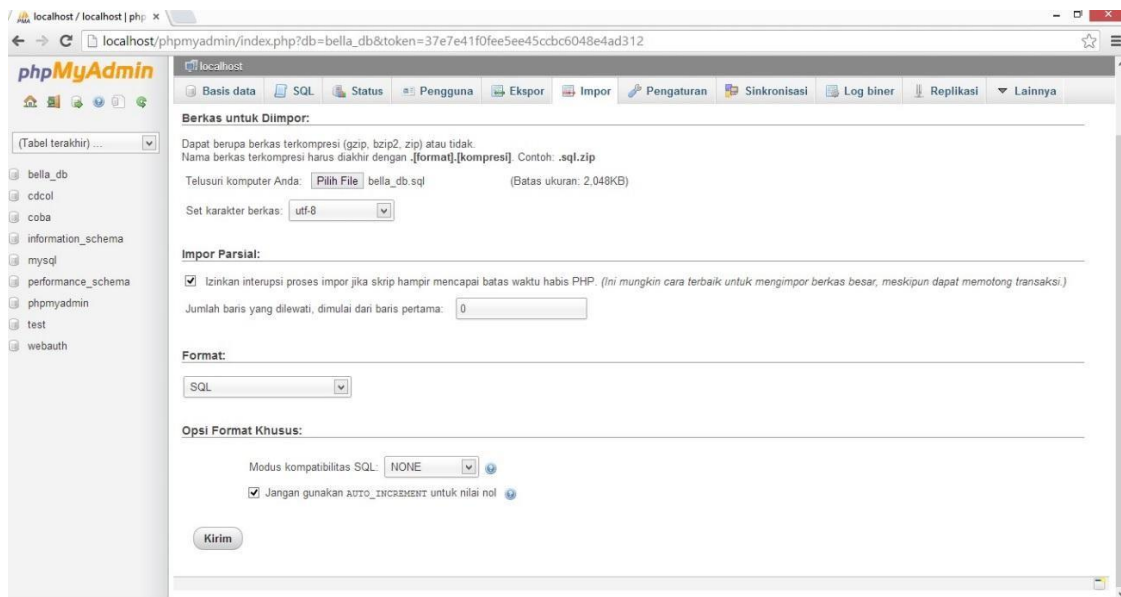 localhost / localhost | php
localhost/phpmyadmin/index.php?db=bella_db&token=37e7e41f0fee5ee45ccbc6048e4ad312
phpMyAdmin
(Tabel terakhir) ...
bella_db
cdcol
coba
information_schema
mysql
performance_schema
phpmyadmin
test
webauth
localhost
Basis data SQL Status Pengguna Ekspor Impor Pengaturan Sinkronisasi Log biner Replikasi Lainnya
Berkas untuk Diimpor:
Dapat berupa berkas terkompresi (gzip, bzip2, zip) atau tidak.
Nama berkas terkompresi harus diakhir dengan .[format].[kompresi]. Contoh: .sql.zip
Telusuri komputer Anda: Pilih File bella_db.sql (Batas ukuran: 2,048KB)
Set karakter berkas: utf-8
Impor Parsial:
Izinkan interupsi proses impor jika skrip hampir mencapai batas waktu habis PHP. (Ini mungkin cara terbaik untuk mengimpor berkas besar, meskipun dapat memotong transaksi.)
Jumlah baris yang dilewati, dimulai dari baris pertama: 0
Format:
SQL
Opsi Format Khusus:
Modus kompatibilitas SQL: NONE
Jangan gunakan AUTO_INCREMENT untuk nilai nol
Kirim